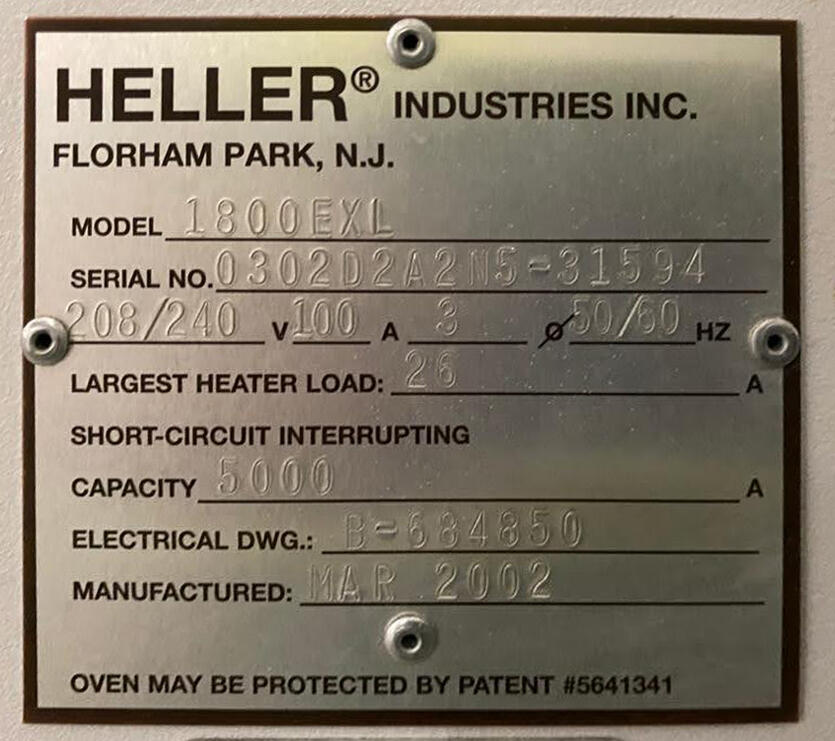 HELLER® INDUSTRIES INC.
FLORHAM PARK, N.J.
MODEL 1800EXL
SERIAL NO. 0302D2A2N5-31594
208/240 V 100 A 3 Ø 50/60 HZ
LARGEST HEATER LOAD: 26 A
SHORT-CIRCUIT INTERRUPTING
CAPACITY 5000 A
ELECTRICAL DWG.: B-684850
MANUFACTURED: MAR 2002
OVEN MAY BE PROTECTED BY PATENT #5641341